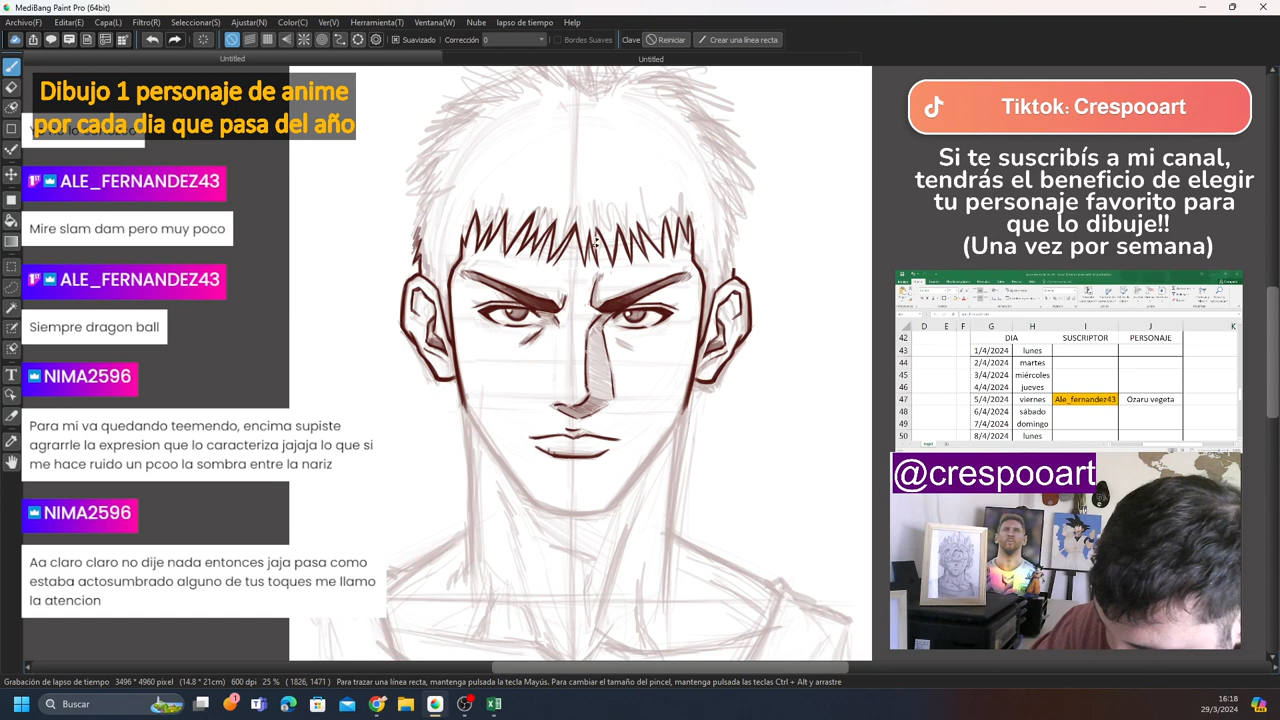 MediBang Paint Pro (64bit)
Archivo(F) Editar(E) Capa(L) Filtro(R) Seleccionar(S) Ajustar(N) Color(C) Ver(V) Herramienta(T) Ventana(W) Nube lapso de tiempo Help
Suavizado Corrección 0 Bordes Suaves Clave Reiniciar Crear una línea recta
Untitled Untitled
Dibujo 1 personaje de anime
por cada dia que pasa del año
ALE_FERNANDEZ43
Mire slam dam pero muy poco
ALE_FERNANDEZ43
Siempre dragon ball
NIMA2596
Para mi va quedando teemendo, encima supiste
agrarrle la expresion que lo caracteriza jajaja lo que si
me hace ruido un pcoo la sombra entre la nariz
NIMA2596
Aa claro claro no dije nada entonces jaja pasa como
estaba actosumbrado alguno de tus toques me llamo
la atencion
Tiktok: Crespooart
Si te suscribís a mi canal,
tendrás el beneficio de elegir
tu personaje favorito para
que lo dibuje!!
(Una vez por semana)
D E F G H I J K
42 DIA SUSCRIPTOR PERSONAJE
43 1/4/2024 lunes
44 2/4/2024 martes
45 3/4/2024 miércoles
46 4/4/2024 jueves
47 5/4/2024 viernes Ale_fernandez43 Ozaru vegeta
48 6/4/2024 sábado
49 7/4/2024 domingo
50 8/4/2024 lunes
@crespooart
Grabación de lapso de tiempo 3496 * 4960 pixel (14.8 * 21cm) 600 dpi 25 % ( 1826, 1471 ) Para trazar una línea recta, mantenga pulsada la tecla Mayús. Para cambiar el tamaño del pincel, mantenga pulsadas las teclas Ctrl + Alt y arrastre
Buscar
16:18
29/3/2024